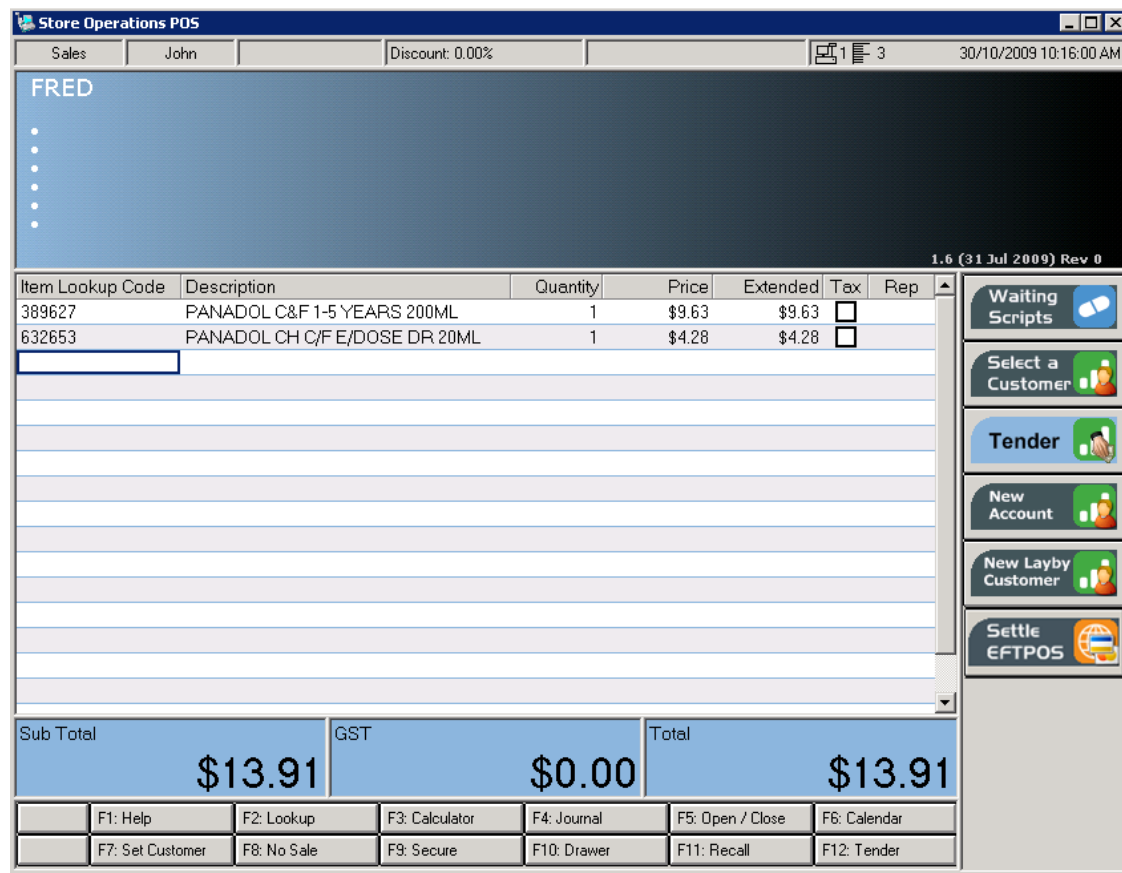 Store Operations POS
Sales John Discount: 0.00% 1 3 30/10/2009 10:16:00 AM
FRED
1.6 (31 Jul 2009) Rev 0
Item Lookup Code Description Quantity Price Extended Tax Rep
389627 PANADOL C&F 1-5 YEARS 200ML 1 $9.63 $9.63
632653 PANADOL CH C/F E/DOSE DR 20ML 1 $4.28 $4.28
Waiting
Scripts
Select a
Customer
Tender
New
Account
New Layby
Customer
Settle
EFTPOS
Sub Total GST Total
$13.91 $0.00 $13.91
F1: Help F2: Lookup F3: Calculator F4: Journal F5: Open / Close F6: Calendar
F7: Set Customer F8: No Sale F9: Secure F10: Drawer F11: Recall F12: Tender